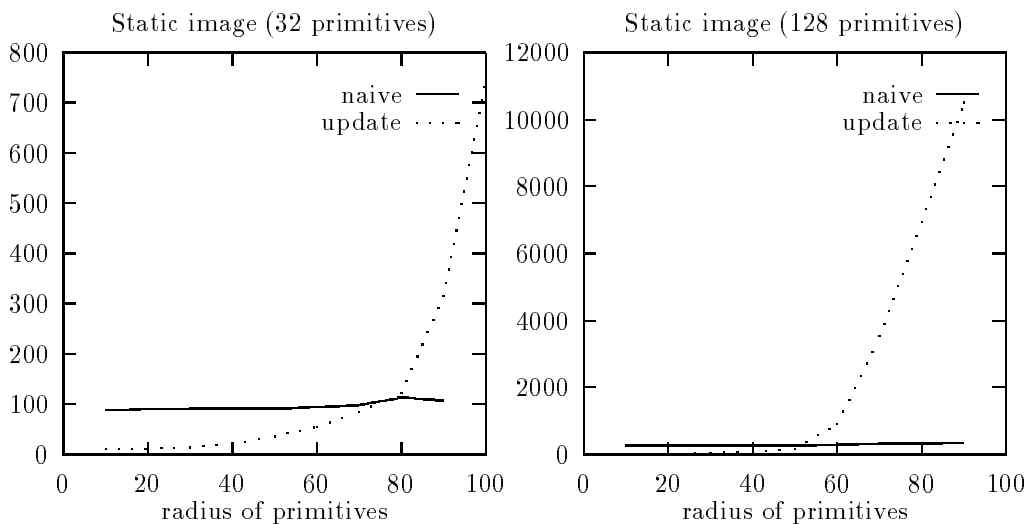 Static image (32 primitives)
800
700
600
500
400
300
200
100
0
naive
update
0 20 40 60 80 100
radius of primitives
Static image (128 primitives)
12000
10000
8000
6000
4000
2000
0
naive
update
0 20 40 60 80 100
radius of primitives